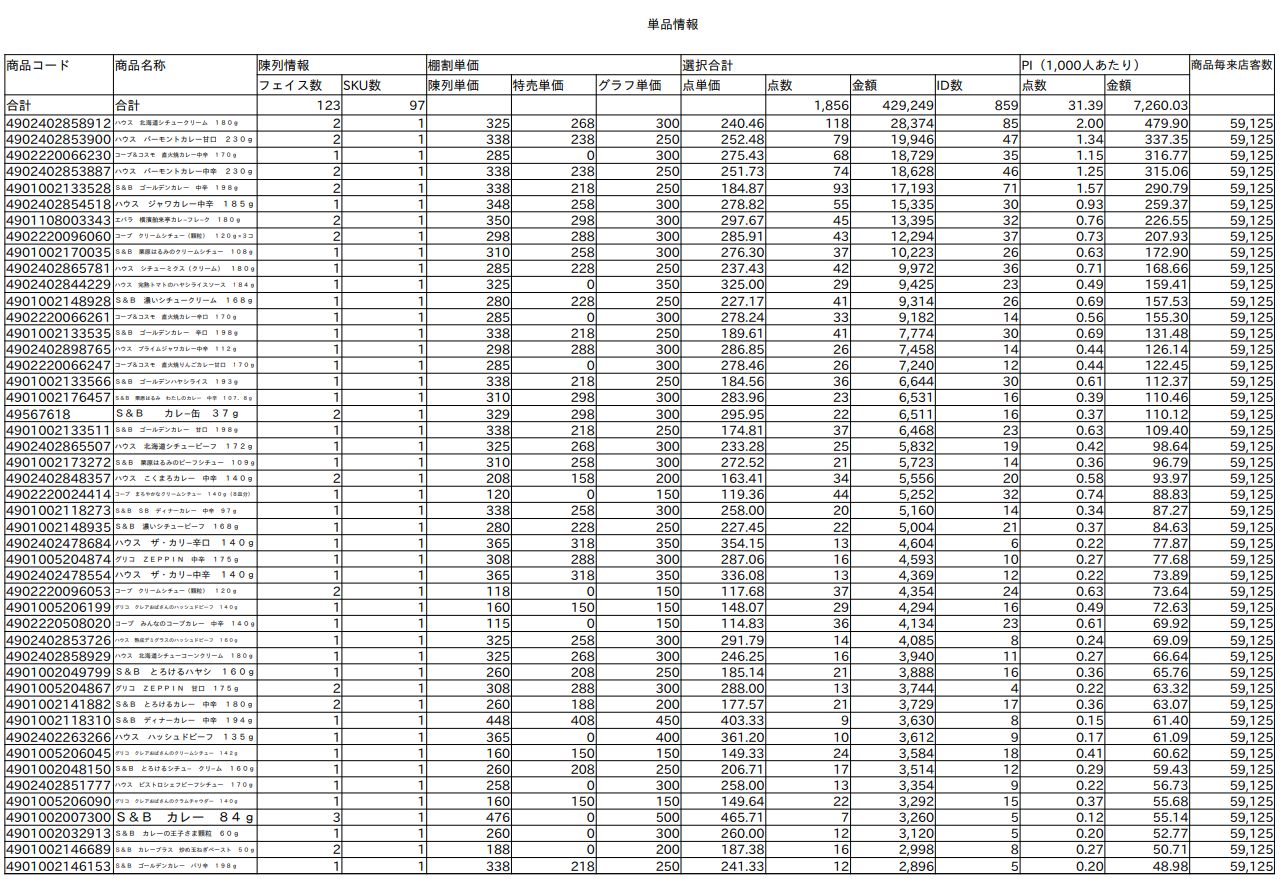 単品情報
商品コード 商品名称 陳列情報 棚割単価 選択合計 PI（1,000人あたり） 商品毎来店客数
フェイス数 SKU数 陳列単価 特売単価 グラフ単価 点単価 点数 金額 ID数 点数 金額
合計 合計 123 97 1,856 429,249 859 31.39 7,260.03
4902402858912 ハウス　北海道シチュークリーム　１８０ｇ 2 1 325 268 300 240.46 118 28,374 85 2.00 479.90 59,125
4902402853900 ハウス　バーモントカレー甘口　２３０ｇ 2 1 338 238 250 252.48 79 19,946 47 1.34 337.35 59,125
4902220066230 コープ＆コスモ　直火焼カレー中辛　１７０ｇ 1 1 285 0 300 275.43 68 18,729 35 1.15 316.77 59,125
4902402853887 ハウス　バーモントカレー中辛　２３０ｇ 2 1 338 238 250 251.73 74 18,628 46 1.25 315.06 59,125
4901002133528 Ｓ＆Ｂ　ゴールデンカレー　中辛　１９８ｇ 2 1 338 218 250 184.87 93 17,193 71 1.57 290.79 59,125
4902402854518 ハウス　ジャワカレー中辛　１８５ｇ 1 1 348 258 300 278.82 55 15,335 30 0.93 259.37 59,125
4901108003343 エバラ　横濱舶来亭カレーフレーク　１８０ｇ 2 1 350 298 300 297.67 45 13,395 32 0.76 226.55 59,125
4902220096060 コープ　クリームシチュー（顆粒）　１２０ｇ×３コ 2 1 298 288 300 285.91 43 12,294 37 0.73 207.93 59,125
4901002170035 Ｓ＆Ｂ　栗原はるみのクリームシチュー　１０８ｇ 1 1 310 258 300 276.30 37 10,223 26 0.63 172.90 59,125
4902402865781 ハウス　シチューミクス（クリーム）　１８０ｇ 1 1 285 228 250 237.43 42 9,972 36 0.71 168.66 59,125
4902402844229 ハウス　完熟トマトのハヤシライスソース　１８４ｇ 1 1 325 0 350 325.00 29 9,425 23 0.49 159.41 59,125
4901002148928 Ｓ＆Ｂ　濃いシチュークリーム　１６８ｇ 1 1 280 228 250 227.17 41 9,314 26 0.69 157.53 59,125
4902220066261 コープ＆コスモ　直火焼カレー辛口　１７０ｇ 1 1 285 0 300 278.24 33 9,182 14 0.56 155.30 59,125
4901002133535 Ｓ＆Ｂ　ゴールデンカレー　辛口　１９８ｇ 1 1 338 218 250 189.61 41 7,774 30 0.69 131.48 59,125
4902402898765 ハウス　プライムジャワカレー中辛　１１２ｇ 1 1 298 288 300 286.85 26 7,458 14 0.44 126.14 59,125
4902220066247 コープ＆コスモ　直火焼りんごカレー甘口　１７０ｇ 1 1 285 0 300 278.46 26 7,240 12 0.44 122.45 59,125
4901002133566 Ｓ＆Ｂ　ゴールデンハヤシライス　１９３ｇ 1 1 338 218 250 184.56 36 6,644 30 0.61 112.37 59,125
4901002176457 Ｓ＆Ｂ　栗原はるみ　わたしのカレー　中辛　１０７．８ｇ 1 1 310 298 300 283.96 23 6,531 16 0.39 110.46 59,125
49567618 Ｓ＆Ｂ　　カレー缶　３７ｇ 2 1 329 298 300 295.95 22 6,511 16 0.37 110.12 59,125
4901002133511 Ｓ＆Ｂ　ゴールデンカレー　甘口　１９８ｇ 1 1 338 218 250 174.81 37 6,468 23 0.63 109.40 59,125
4902402865507 ハウス　北海道シチュービーフ　１７２ｇ 1 1 325 268 300 233.28 25 5,832 19 0.42 98.64 59,125
4901002173272 Ｓ＆Ｂ　栗原はるみのビーフシチュー　１０９ｇ 1 1 310 258 300 272.52 21 5,723 14 0.36 96.79 59,125
4902402848357 ハウス　こくまろカレー　中辛　１４０ｇ 2 1 208 158 200 163.41 34 5,556 20 0.58 93.97 59,125
4902220024414 コープ　まろやかなクリームシチュー　１４０ｇ（８皿分） 1 1 120 0 150 119.36 44 5,252 32 0.74 88.83 59,125
4901002118273 Ｓ＆Ｂ　ＳＢ　ディナーカレー　中辛　９７ｇ 1 1 338 258 300 258.00 20 5,160 14 0.34 87.27 59,125
4901002148935 Ｓ＆Ｂ　濃いシチュービーフ　１６８ｇ 1 1 280 228 250 227.45 22 5,004 21 0.37 84.63 59,125
4902402478684 ハウス　ザ・カリー辛口　１４０ｇ 1 1 365 318 350 354.15 13 4,604 6 0.22 77.87 59,125
4901005204874 グリコ　ＺＥＰＰＩＮ　中辛　１７５ｇ 1 1 308 288 300 287.06 16 4,593 10 0.27 77.68 59,125
4902402478554 ハウス　ザ・カリー中辛　１４０ｇ 1 1 365 318 350 336.08 13 4,369 12 0.22 73.89 59,125
4902220096053 コープ　クリームシチュー（顆粒）　１２０ｇ 2 1 118 0 150 117.68 37 4,354 24 0.63 73.64 59,125
4901005206199 グリコ　クレアおばさんのハッシュドビーフ　１４０ｇ 1 1 160 150 150 148.07 29 4,294 16 0.49 72.63 59,125
4902220508020 コープ　みんなのコープカレー　中辛　１４０ｇ 1 1 115 0 150 114.83 36 4,134 23 0.61 69.92 59,125
4902402853726 ハウス　熟成デミグラスのハッシュドビーフ　１６０ｇ 1 1 325 258 300 291.79 14 4,085 8 0.24 69.09 59,125
4902402858929 ハウス　北海道シチューコーンクリーム　１８０ｇ 1 1 325 268 300 246.25 16 3,940 11 0.27 66.64 59,125
4901002049799 Ｓ＆Ｂ　とろけるハヤシ　１６０ｇ 1 1 260 208 250 185.14 21 3,888 16 0.36 65.76 59,125
4901005204867 グリコ　ＺＥＰＰＩＮ　甘口　１７５ｇ 2 1 308 288 300 288.00 13 3,744 4 0.22 63.32 59,125
4901002141882 Ｓ＆Ｂ　とろけるカレー　中辛　１８０ｇ 2 1 260 188 200 177.57 21 3,729 17 0.36 63.07 59,125
4901002118310 Ｓ＆Ｂ　ディナーカレー　中辛　１９４ｇ 1 1 448 408 450 403.33 9 3,630 8 0.15 61.40 59,125
4902402263266 ハウス　ハッシュドビーフ　１３５ｇ 1 1 365 0 400 361.20 10 3,612 9 0.17 61.09 59,125
4901005206045 グリコ　クレアおばさんのクリームシチュー　１４２ｇ 1 1 160 150 150 149.33 24 3,584 18 0.41 60.62 59,125
4901002048150 Ｓ＆Ｂ　とろけるシチュー　クリーム　１６０ｇ 1 1 260 208 250 206.71 17 3,514 12 0.29 59.43 59,125
4902402851777 ハウス　ビストロシェフビーフシチュー　１７０ｇ 1 1 258 0 300 258.00 13 3,354 9 0.22 56.73 59,125
4901005206090 グリコ　クレアおばさんのクラムチャウダー　１４０ｇ 1 1 160 150 150 149.64 22 3,292 15 0.37 55.68 59,125
4901002007300 Ｓ＆Ｂ　カレー　８４ｇ 3 1 476 0 500 465.71 7 3,260 5 0.12 55.14 59,125
4901002032913 Ｓ＆Ｂ　カレーの王子さま顆粒　６０ｇ 1 1 260 0 300 260.00 12 3,120 5 0.20 52.77 59,125
4901002146689 Ｓ＆Ｂ　カレープラス　炒め玉ねぎペースト　５０ｇ 2 1 188 0 200 187.38 16 2,998 8 0.27 50.71 59,125
4901002146153 Ｓ＆Ｂ　ゴールデンカレー　バリ辛　１９８ｇ 1 1 338 218 250 241.33 12 2,896 5 0.20 48.98 59,125